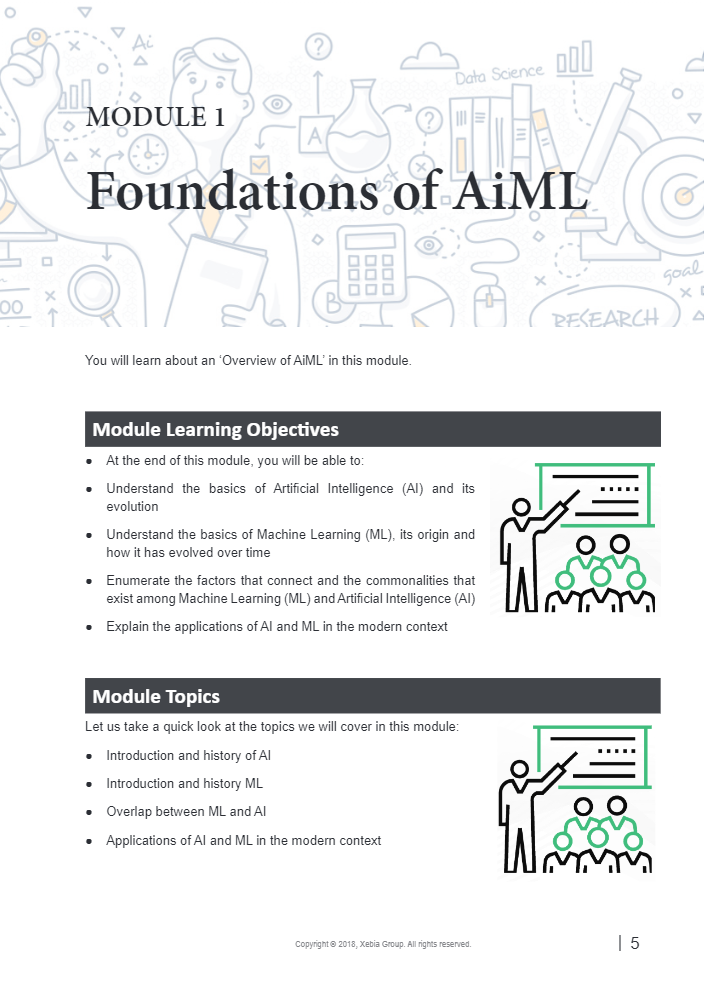 Ai
?
Data Science
MODULE 1
A
?
Foundations of AiML
B
goal
00
RESEARCH
You will learn about an ‘Overview of AiML’ in this module.
Module Learning Objectives
● At the end of this module, you will be able to:
● Understand the basics of Artificial Intelligence (AI) and its
evolution
● Understand the basics of Machine Learning (ML), its origin and
how it has evolved over time
● Enumerate the factors that connect and the commonalities that
exist among Machine Learning (ML) and Artificial Intelligence (AI)
● Explain the applications of AI and ML in the modern context
Module Topics
Let us take a quick look at the topics we will cover in this module:
● Introduction and history of AI
● Introduction and history ML
● Overlap between ML and AI
● Applications of AI and ML in the modern context
Copyright © 2018, Xebia Group. All rights reserved.
| 5